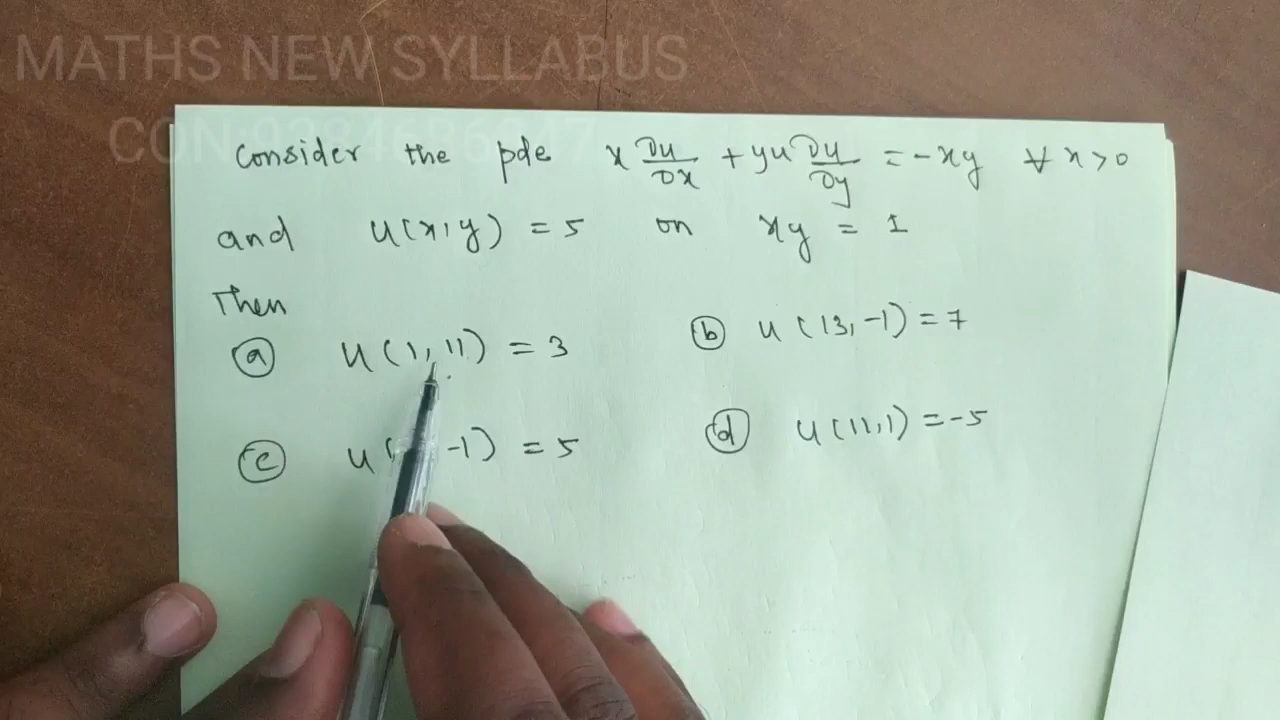 MATHS NEW SYLLABUS
Consider the pde x ∂u/∂x + yu ∂u/∂y = -xy ∀ x>0
and u(x,y) = 5 on xy = 1
Then
(a) u(1,11) = 3 (b) u(13,-1) = 7
(c) u( -1) = 5 (d) u(11,1) = -5